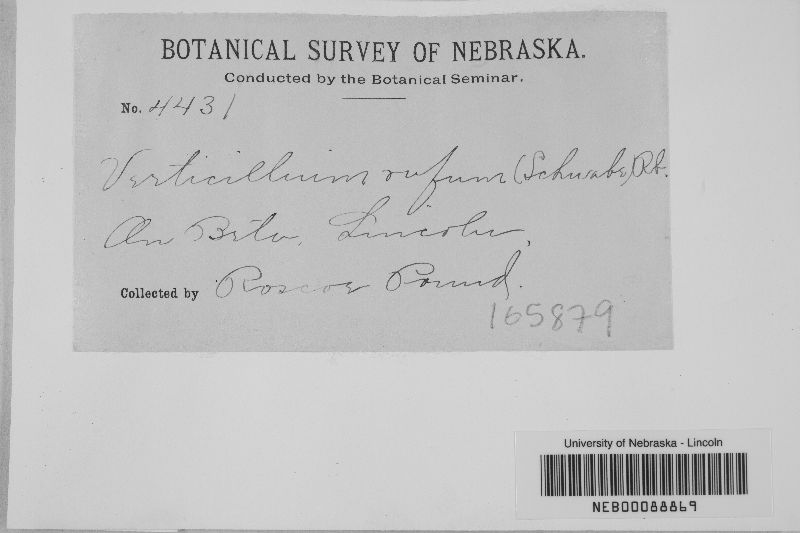 BOTANICAL SURVEY OF NEBRASKA.
Conducted by the Botanical Seminar.
No. 4431
Verticillium rufum (Schwabe) Rb.
On Beta, Lincoln,
Collected by Roscoe Pound.
165879
University of Nebraska - Lincoln
NEB00088869